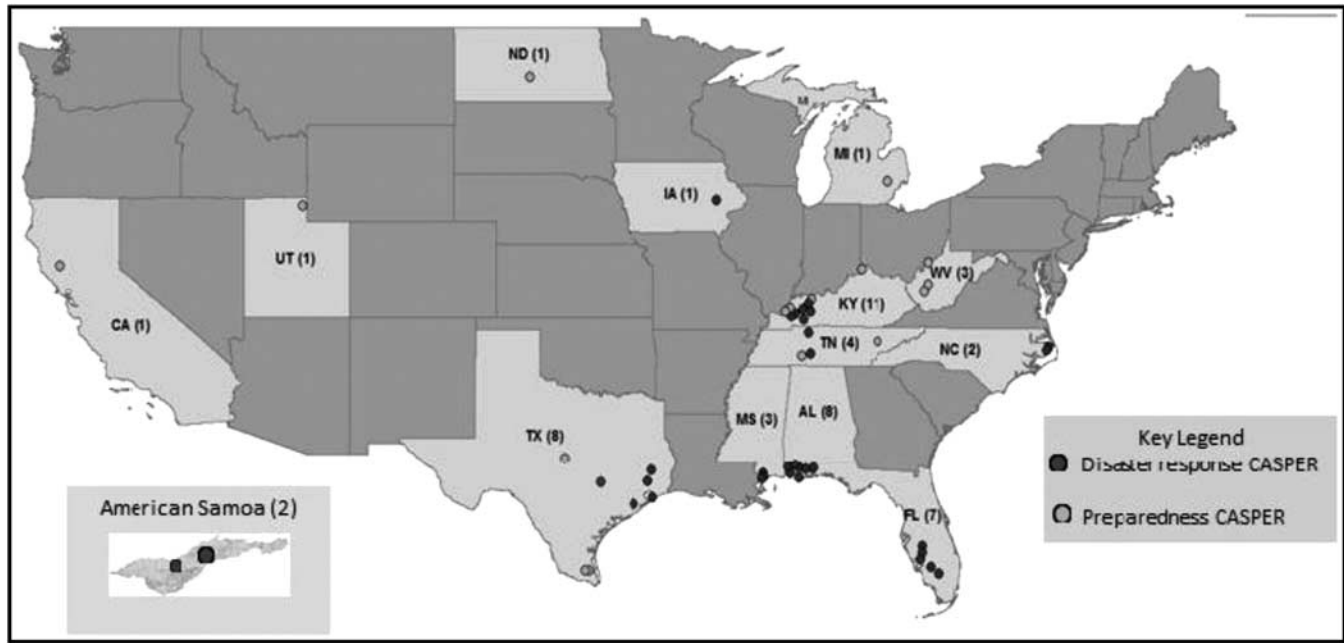 ND (1)
MI
MI (1)
IA (1)
UT (1)
WV (3)
KY (11)
CA (1)
TN (4)
NC (2)
MS (3)
AL (8)
TX (8)
Key Legend
Disaster response CASPER
American Samoa (2)
FL (7)
Preparedness CASPER